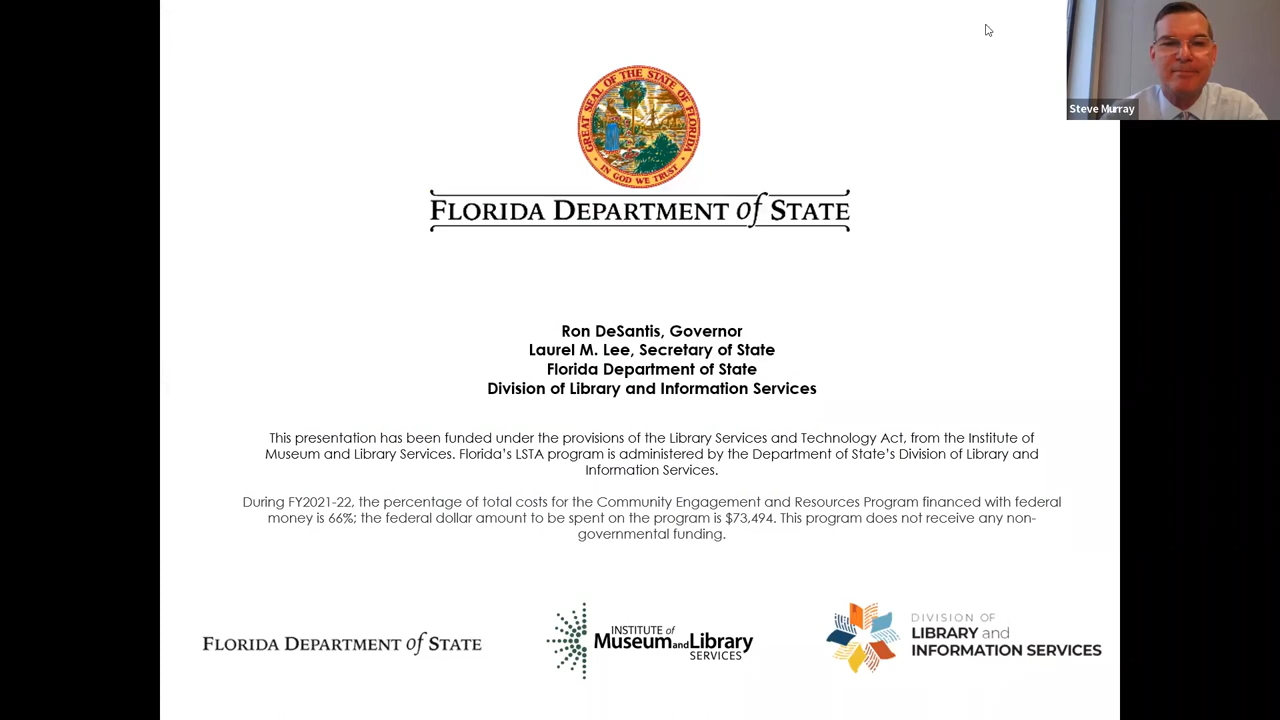 Steve Murray
GREAT SEAL OF THE STATE OF FLORIDA
IN GOD WE TRUST
FLORIDA DEPARTMENT of STATE
Ron DeSantis, Governor
Laurel M. Lee, Secretary of State
Florida Department of State
Division of Library and Information Services
This presentation has been funded under the provisions of the Library Services and Technology Act, from the Institute of
Museum and Library Services. Florida's LSTA program is administered by the Department of State's Division of Library and
Information Services.
During FY2021-22, the percentage of total costs for the Community Engagement and Resources Program financed with federal
money is 66%; the federal dollar amount to be spent on the program is $73,494. This program does not receive any non-
governmental funding.
FLORIDA DEPARTMENT of STATE
INSTITUTE of
Museum and Library
SERVICES
DIVISION OF
LIBRARY and
INFORMATION SERVICES